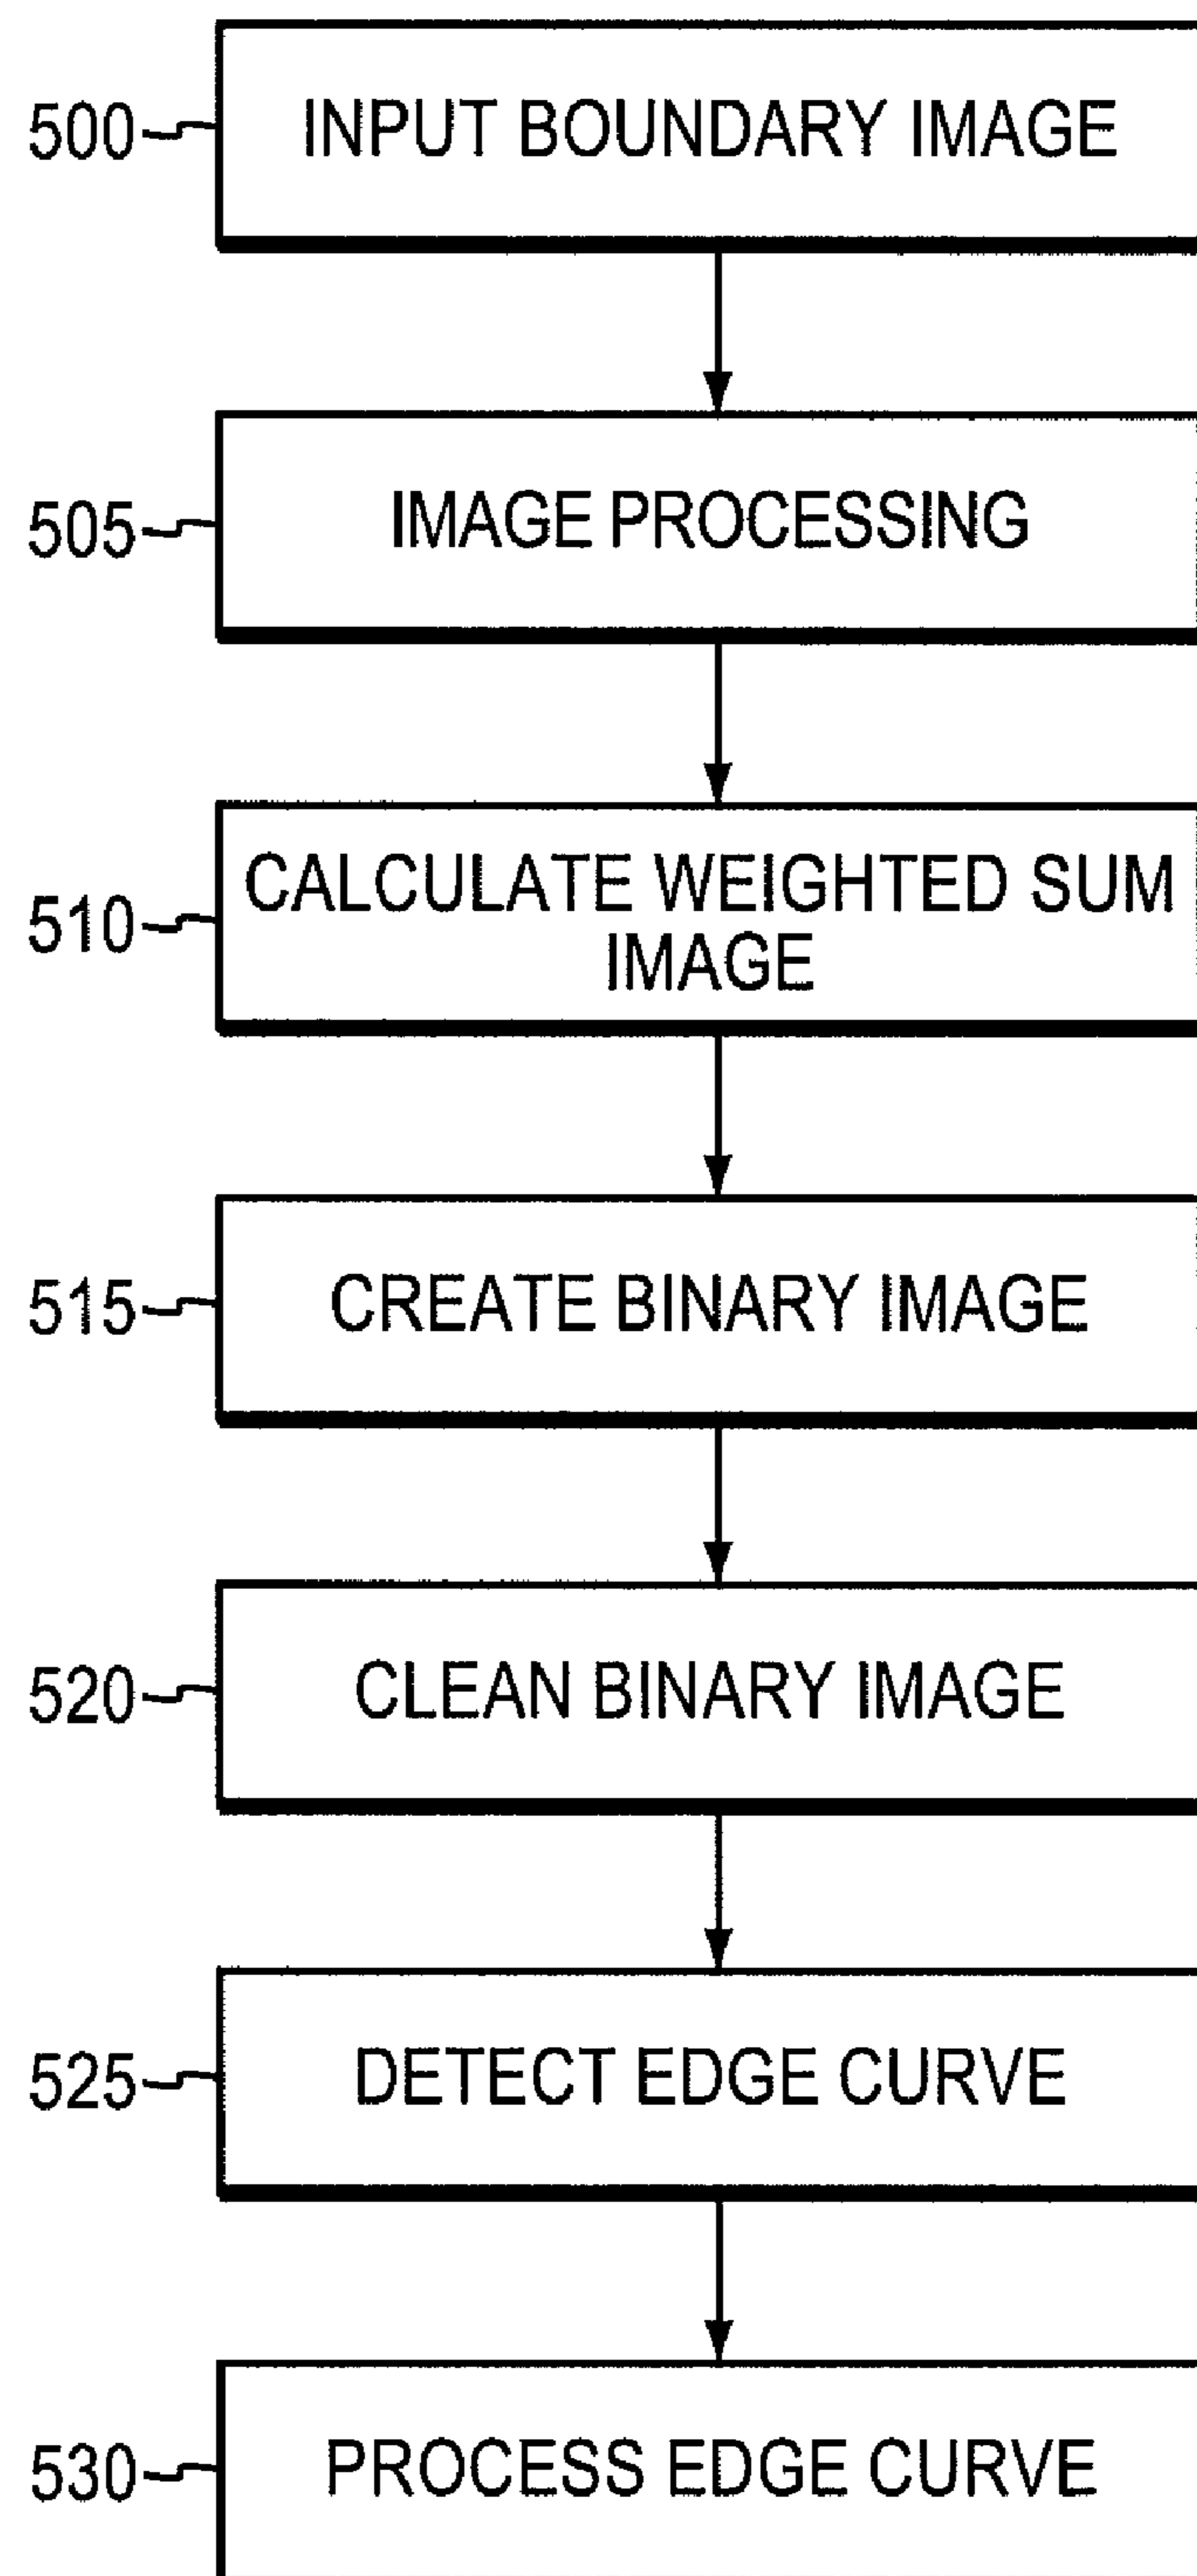 500 INPUT BOUNDARY IMAGE
505 IMAGE PROCESSING
510 CALCULATE WEIGHTED SUM
IMAGE
515 CREATE BINARY IMAGE
520 CLEAN BINARY IMAGE
525 DETECT EDGE CURVE
530 PROCESS EDGE CURVE